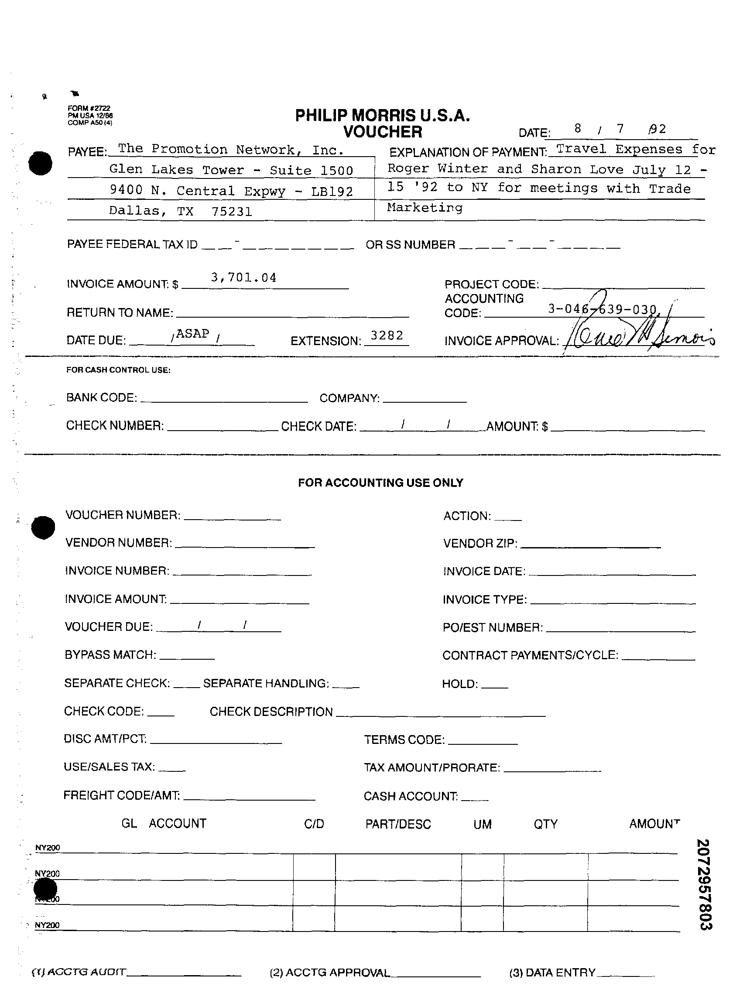 FORM #2722
PM USA 12/86
COMP A50 (4)
PHILIP MORRIS U.S.A.
VOUCHER
DATE: 8 / 7 /92
PAYEE: The Promotion Network, Inc.
Glen Lakes Tower - Suite 1500
9400 N. Central Expwy - LB192
Dallas, TX 75231
EXPLANATION OF PAYMENT: Travel Expenses for
Roger Winter and Sharon Love July 12 -
15 '92 to NY for meetings with Trade
Marketing
PAYEE FEDERAL TAX ID __ __ - __ __ __ __ __ __ __ OR SS NUMBER __ __ __ - __ __ - __ __ __ __
INVOICE AMOUNT: $ 3,701.04
PROJECT CODE:
RETURN TO NAME:
ACCOUNTING
CODE: 3-046-639-030
DATE DUE: / ASAP / EXTENSION: 3282 INVOICE APPROVAL:
FOR CASH CONTROL USE:
BANK CODE: COMPANY:
CHECK NUMBER: CHECK DATE: / / AMOUNT: $
FOR ACCOUNTING USE ONLY
VOUCHER NUMBER: ACTION:
VENDOR NUMBER: VENDOR ZIP:
INVOICE NUMBER: INVOICE DATE:
INVOICE AMOUNT: INVOICE TYPE:
VOUCHER DUE: / / PO/EST NUMBER:
BYPASS MATCH: CONTRACT PAYMENTS/CYCLE:
SEPARATE CHECK: SEPARATE HANDLING: HOLD:
CHECK CODE: CHECK DESCRIPTION
DISC AMT/PCT: TERMS CODE:
USE/SALES TAX: TAX AMOUNT/PRORATE:
FREIGHT CODE/AMT: CASH ACCOUNT:
GL ACCOUNT C/D PART/DESC UM QTY AMOUNT
NY200
NY200
NY200
NY200
2072957803
(1) ACCTG AUDIT (2) ACCTG APPROVAL (3) DATA ENTRY